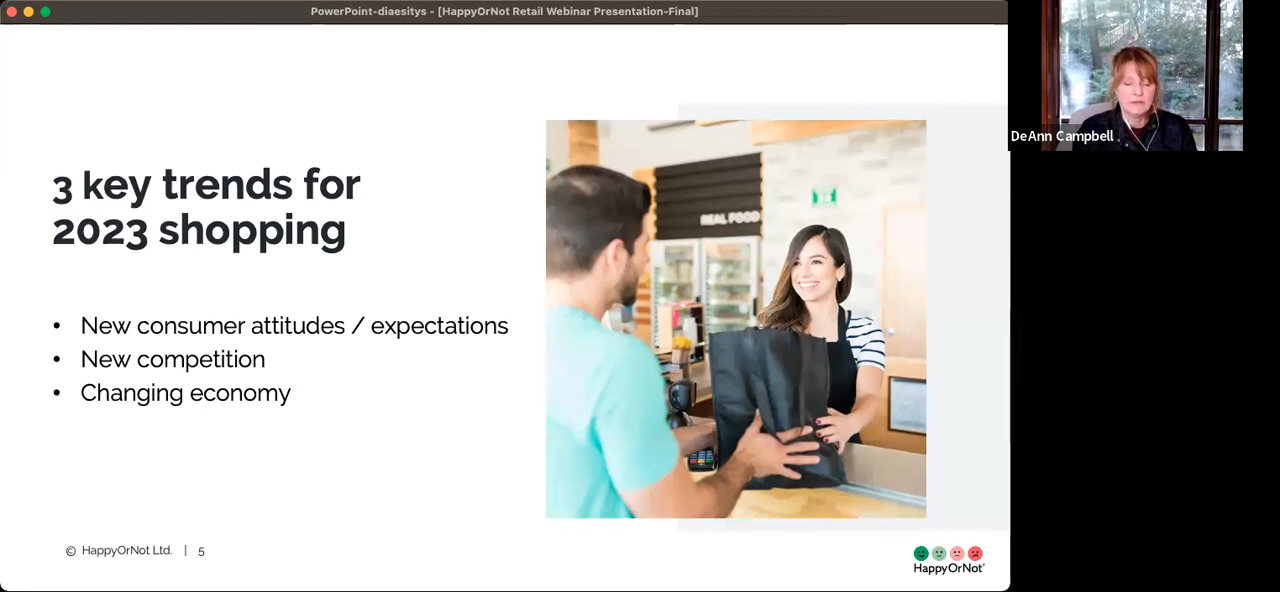 PowerPoint-diaesitys - [HappyOrNot Retail Webinar Presentation-Final]
3 key trends for
2023 shopping
• New consumer attitudes / expectations
• New competition
• Changing economy
REAL FOOD
© HappyOrNot Ltd. | 5
HappyOrNot
DeAnn Campbell